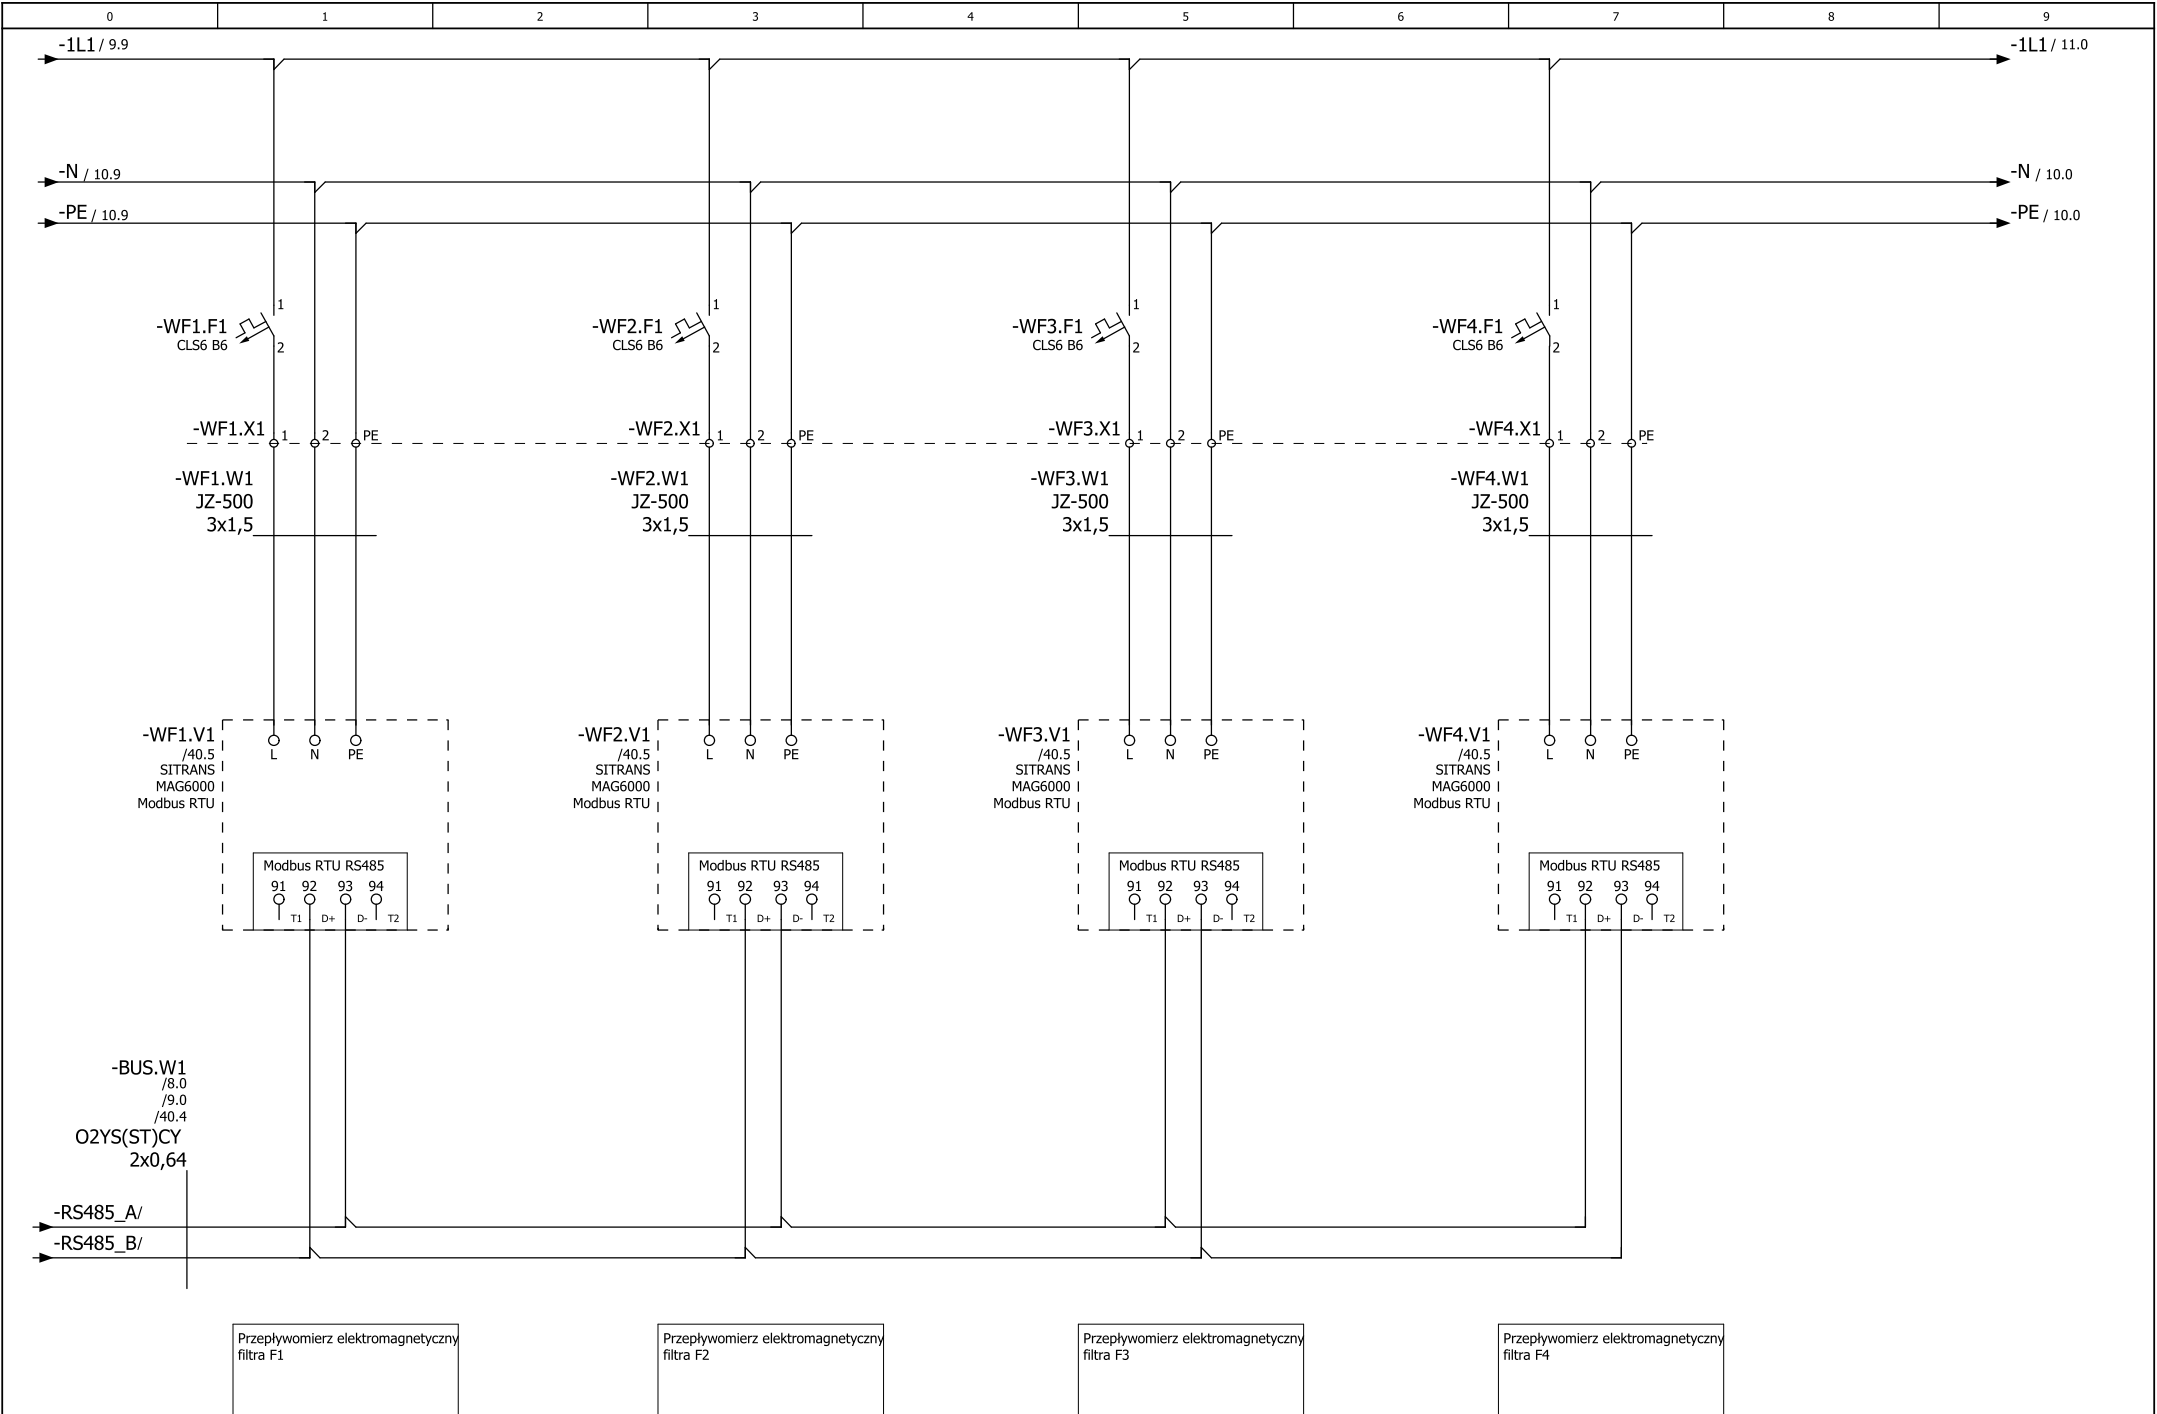 0 1 2 3 4 5 6 7 8 9
-1L1 / 9.9 -1L1 / 11.0
-N / 10.9 -N / 10.0
-PE / 10.9 -PE / 10.0
1 1 1 1
-WF1.F1 -WF2.F1 -WF3.F1 -WF4.F1
CLS6 B6 CLS6 B6 CLS6 B6 CLS6 B6
2 2 2 2
-WF1.X1 1 2 PE -WF2.X1 1 2 PE -WF3.X1 1 2 PE -WF4.X1 1 2 PE
-WF1.W1 -WF2.W1 -WF3.W1 -WF4.W1
JZ-500 JZ-500 JZ-500 JZ-500
3x1,5 3x1,5 3x1,5 3x1,5
-WF1.V1 -WF2.V1 -WF3.V1 -WF4.V1
/40.5 L N PE /40.5 L N PE /40.5 L N PE /40.5 L N PE
SITRANS SITRANS SITRANS SITRANS
MAG6000 MAG6000 MAG6000 MAG6000
Modbus RTU Modbus RTU Modbus RTU Modbus RTU
Modbus RTU RS485 Modbus RTU RS485 Modbus RTU RS485 Modbus RTU RS485
91 92 93 94 91 92 93 94 91 92 93 94 91 92 93 94
T1 D+ D- T2 T1 D+ D- T2 T1 D+ D- T2 T1 D+ D- T2
-BUS.W1
/8.0
/9.0
/40.4
O2YS(ST)CY
2x0,64
-RS485_A/
-RS485_B/
Przepływomierz elektromagnetyczny Przepływomierz elektromagnetyczny Przepływomierz elektromagnetyczny Przepływomierz elektromagnetyczny
filtra F1 filtra F2 filtra F3 filtra F4